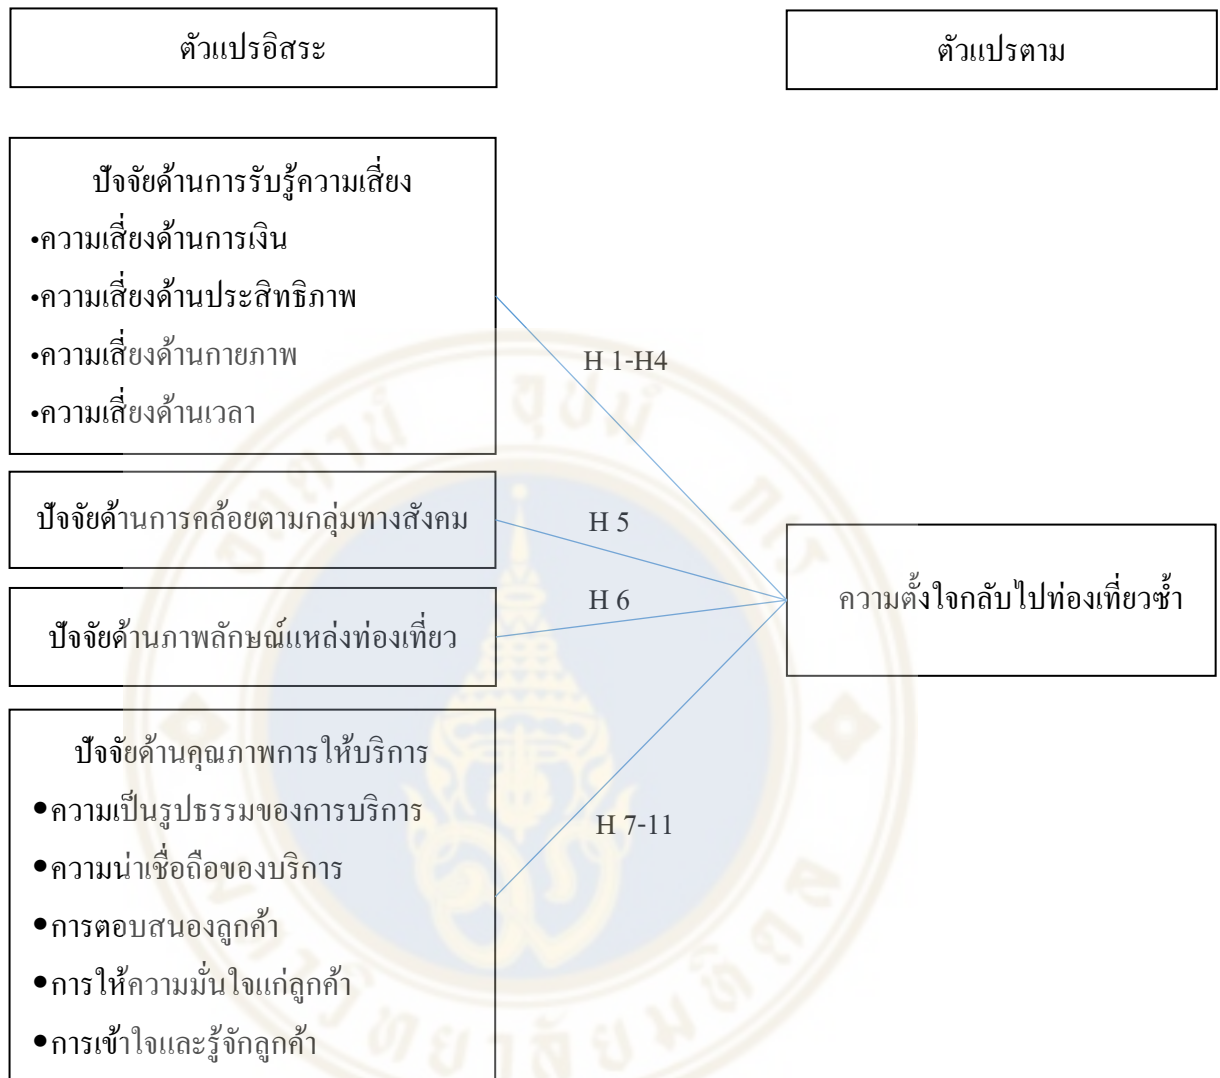 ตัวแปรอิสระ
ตัวแปรตาม
ปัจจัยด้านการรับรู้ความเสี่ยง
•ความเสี่ยงด้านการเงิน
•ความเสี่ยงด้านประสิทธิภาพ
•ความเสี่ยงด้านกายภาพ
•ความเสี่ยงด้านเวลา
H 1-H4
ปัจจัยด้านการคล้อยตามกลุ่มทางสังคม
H 5
ปัจจัยด้านภาพลักษณ์แหล่งท่องเที่ยว
H 6
ความตั้งใจกลับไปท่องเที่ยวซ้ำ
ปัจจัยด้านคุณภาพการให้บริการ
•ความเป็นรูปธรรมของการบริการ
•ความน่าเชื่อถือของบริการ
•การตอบสนองลูกค้า
•การให้ความมั่นใจแก่ลูกค้า
•การเข้าใจและรู้จักลูกค้า
H 7-11